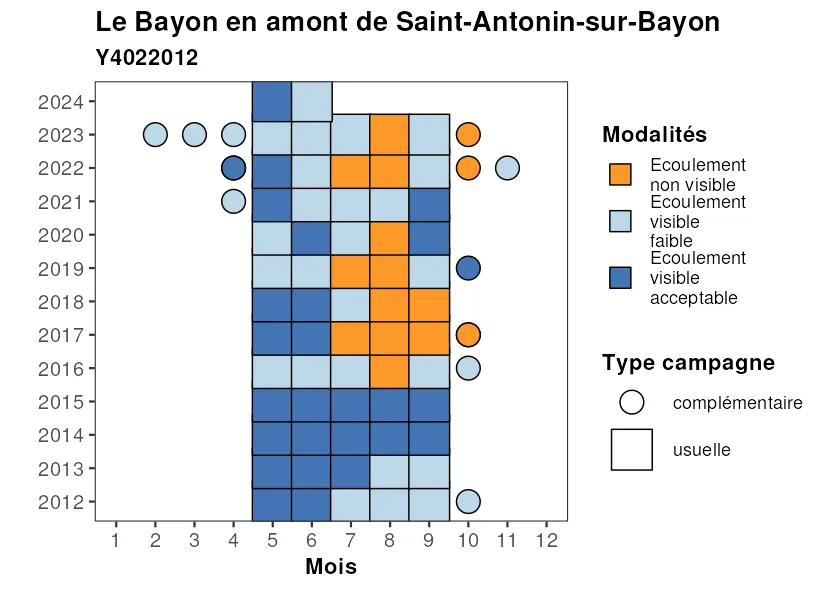 Le Bayon en amont de Saint-Antonin-sur-Bayon
Y4022012
2024
2023
2022
2021
2020
2019
2018
2017
2016
2015
2014
2013
2012
1 2 3 4 5 6 7 8 9 10 11 12
Mois
Modalités
Ecoulement
non visible
Ecoulement
visible
faible
Ecoulement
visible
acceptable
Type campagne
complémentaire
usuelle